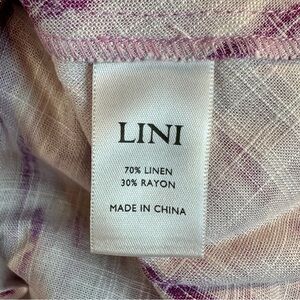 LINI
70% LINEN
30% RAYON
MADE IN CHINA